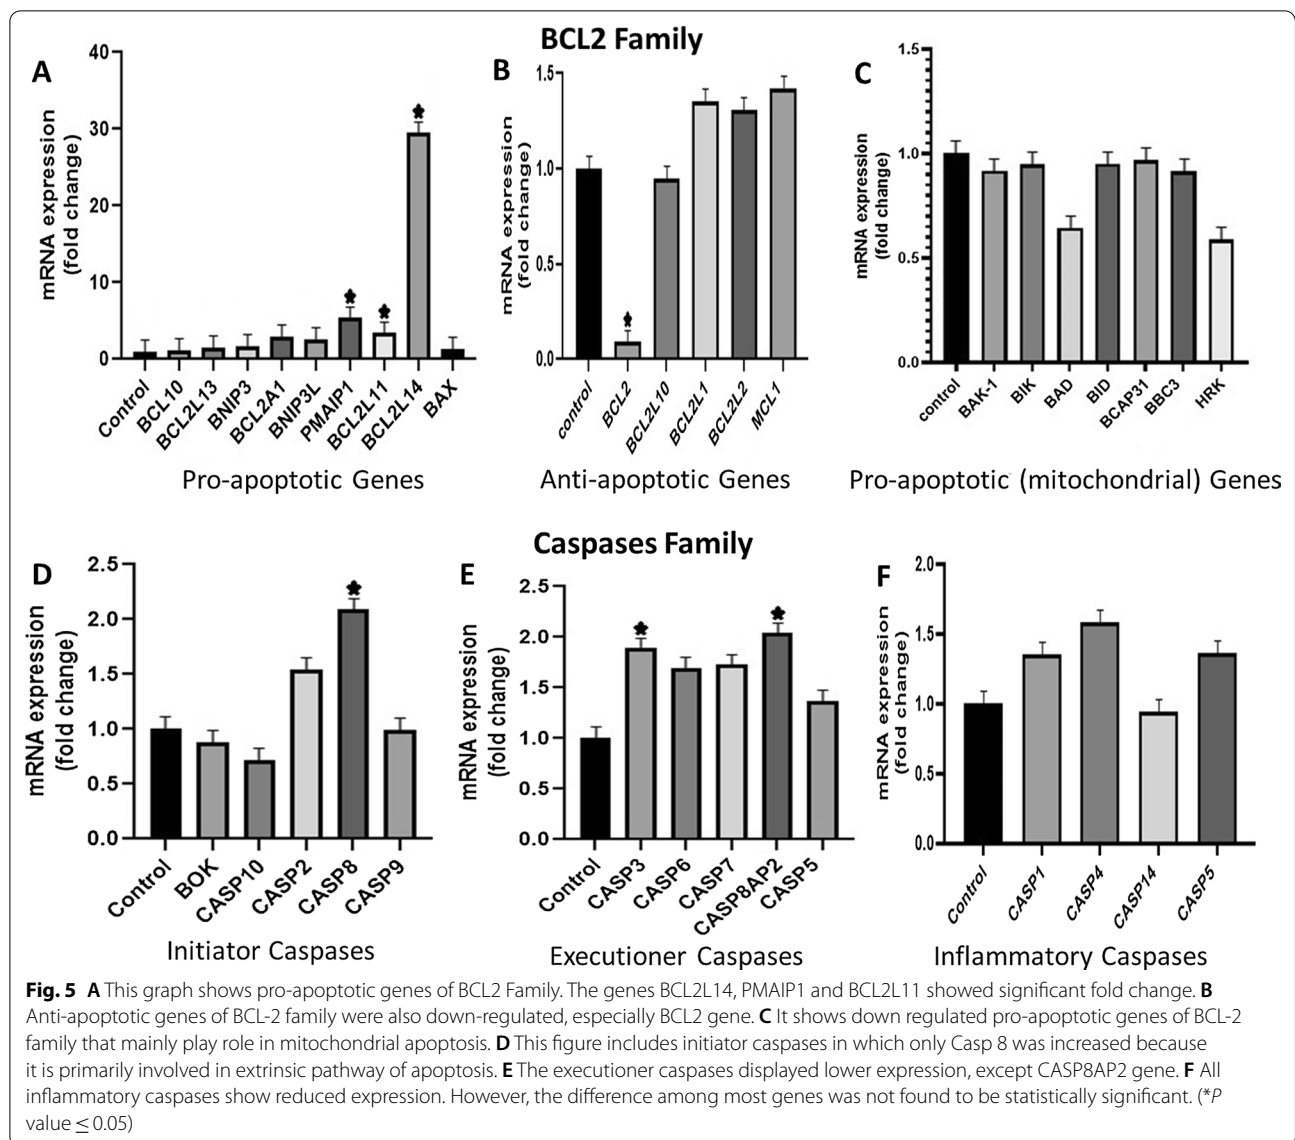 BCL2 Family
A
mRNA expression
(fold change)
40
30
20
10
0
*
*
*
Control
BCL10
BCL2L13
BNIP3
BCL2A1
BNIP3L
PMAIP1
BCL2L11
BCL2L14
BAX
Pro-apoptotic Genes
B
mRNA expression
(fold change)
1.5
1.0
0.5
0.0
*
control
BCL2
BCL2L10
BCL2L1
BCL2L2
MCL1
Anti-apoptotic Genes
C
mRNA expression
(fold change)
1.5
1.0
0.5
0.0
control
BAK-1
BIK
BAD
BID
BCAP31
BBC3
HRK
Pro-apoptotic (mitochondrial) Genes
Caspases Family
D
mRNA expression
(fold change)
2.5
2.0
1.5
1.0
0.5
0.0
*
Control
BOK
CASP10
CASP2
CASP8
CASP9
Initiator Caspases
E
mRNA expression
(fold change)
2.5
2.0
1.5
1.0
0.5
0.0
*
*
Control
CASP3
CASP6
CASP7
CASP8AP2
CASP5
Executioner Caspases
F
mRNA expression
(fold change)
2.0
1.5
1.0
0.5
0.0
Control
CASP1
CASP4
CASP14
CASP5
Inflammatory Caspases
Fig. 5 A This graph shows pro-apoptotic genes of BCL2 Family. The genes BCL2L14, PMAIP1 and BCL2L11 showed significant fold change. B
Anti-apoptotic genes of BCL-2 family were also down-regulated, especially BCL2 gene. C It shows down regulated pro-apoptotic genes of BCL-2
family that mainly play role in mitochondrial apoptosis. D This figure includes initiator caspases in which only Casp 8 was increased because
it is primarily involved in extrinsic pathway of apoptosis. E The executioner caspases displayed lower expression, except CASP8AP2 gene. F All
inflammatory caspases show reduced expression. However, the difference among most genes was not found to be statistically significant. (*P
value ≤ 0.05)